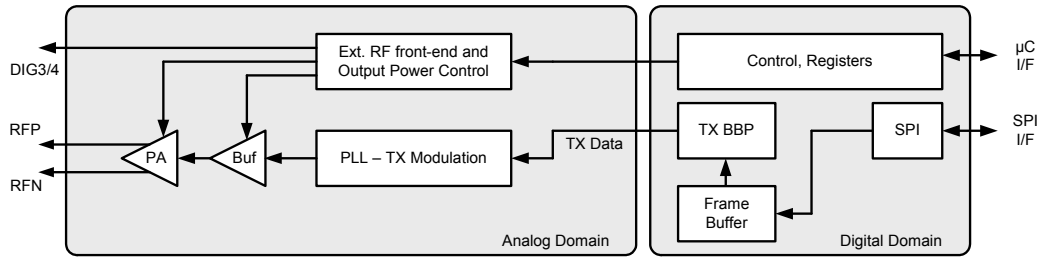 Ext. RF front-end and
Output Power Control
Control, Registers
µC
I/F
DIG3/4
RFP
RFN
PA
Buf
PLL – TX Modulation
TX Data
TX BBP
SPI
SPI
I/F
Frame
Buffer
Analog Domain
Digital Domain